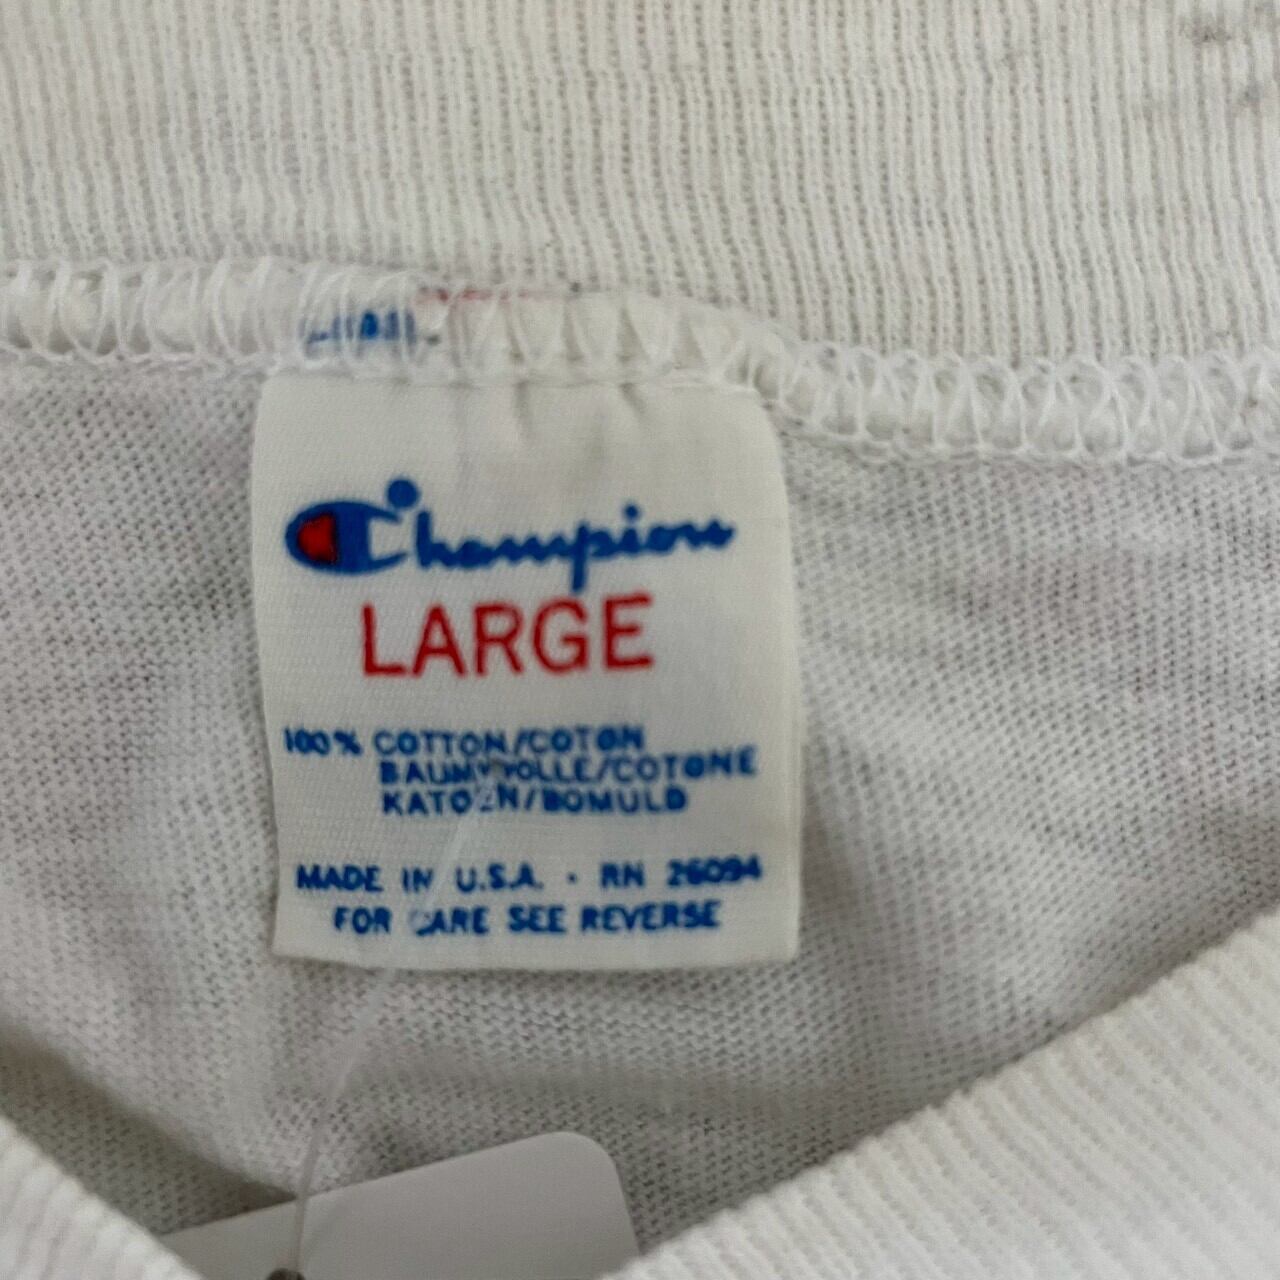 Champion
LARGE
100% COTTON/COTON
BAUMWOLLE/COTONE
KATOEN/BOMULD
MADE IN U.S.A. · RN 26094
FOR CARE SEE REVERSE